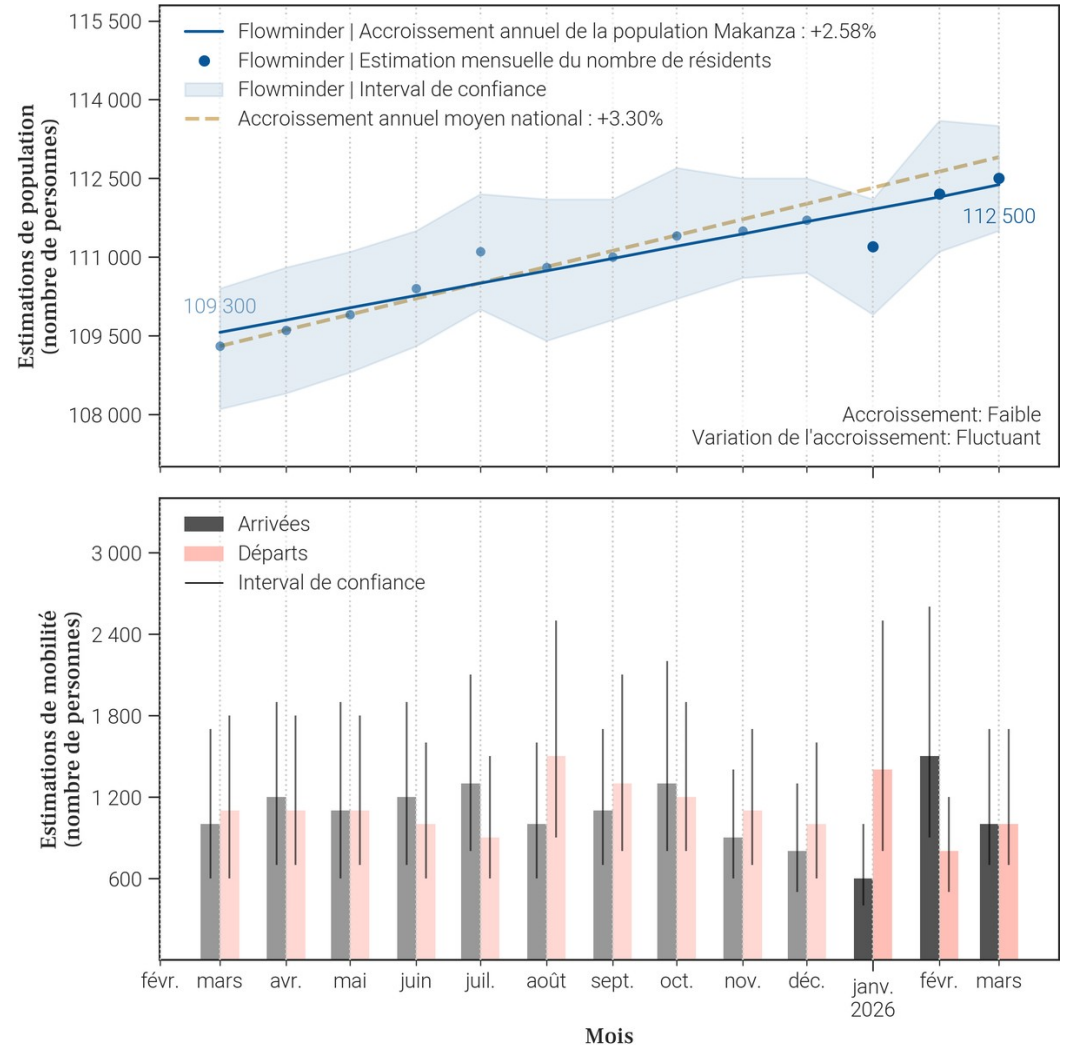 115 500
114 000
112 500
111 000
109 500
108 000
Estimations de population
(nombre de personnes)
Flowminder | Accroissement annuel de la population Makanza : +2.58%
Flowminder | Estimation mensuelle du nombre de résidents
Flowminder | Interval de confiance
Accroissement annuel moyen national : +3.30%
109 300
112 500
Accroissement: Faible
Variation de l'accroissement: Fluctuant
3 000
2 400
1 800
1 200
600
Estimations de mobilité
(nombre de personnes)
Arrivées
Départs
Interval de confiance
févr. mars avr. mai juin juil. août sept. oct. nov. déc. janv. févr. mars
2026
Mois